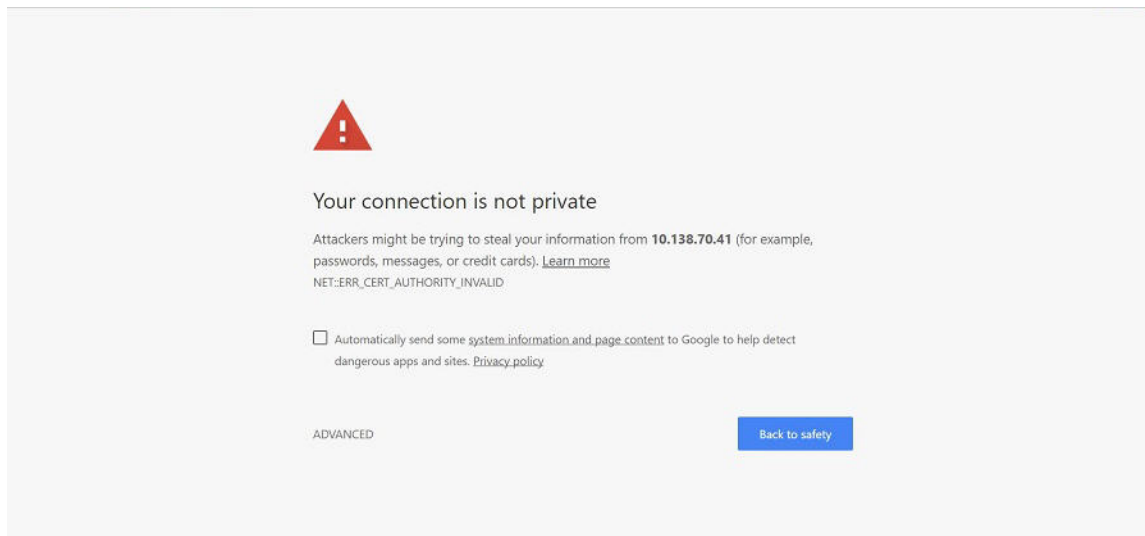 Your connection is not private
Attackers might be trying to steal your information from 10.138.70.41 (for example,
passwords, messages, or credit cards). Learn more
NET::ERR_CERT_AUTHORITY_INVALID
Automatically send some system information and page content to Google to help detect
dangerous apps and sites. Privacy policy
ADVANCED
Back to safety